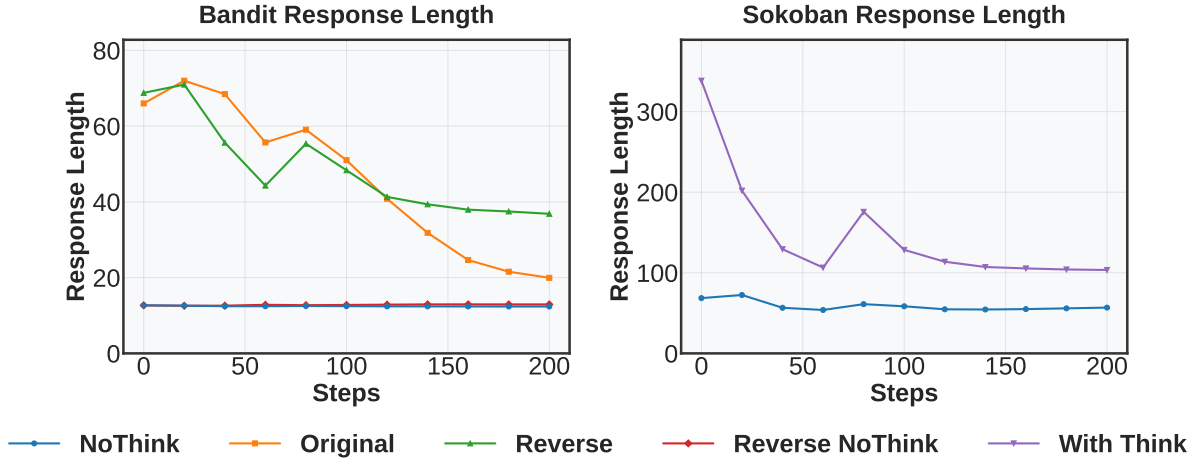 Bandit Response Length
Response Length
80
60
40
20
0
0 50 100 150 200
Steps
Sokoban Response Length
Response Length
300
200
100
0
0 50 100 150 200
Steps
NoThink Original Reverse Reverse NoThink With Think